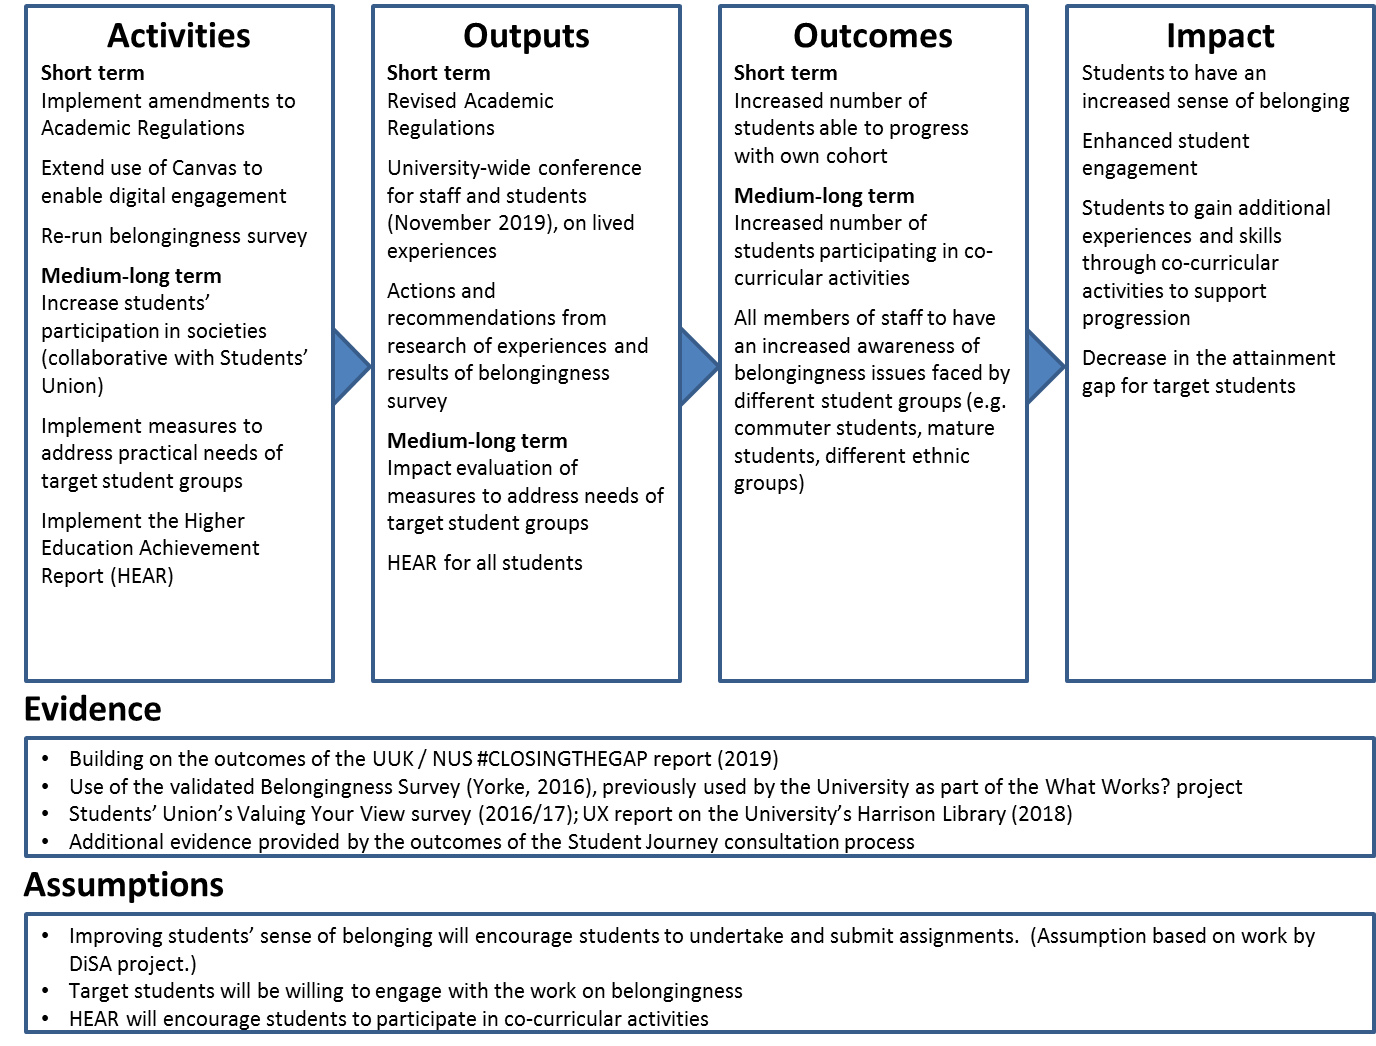 Activities
Short term
Implement amendments to
Academic Regulations
Extend use of Canvas to
enable digital engagement
Re-run belongingness survey
Medium-long term
Increase students’
participation in societies
(collaborative with Students’
Union)
Implement measures to
address practical needs of
target student groups
Implement the Higher
Education Achievement
Report (HEAR)
Outputs
Short term
Revised Academic
Regulations
University-wide conference
for staff and students
(November 2019), on lived
experiences
Actions and
recommendations from
research of experiences and
results of belongingness
survey
Medium-long term
Impact evaluation of
measures to address needs of
target student groups
HEAR for all students
Outcomes
Short term
Increased number of
students able to progress
with own cohort
Medium-long term
Increased number of
students participating in co-
curricular activities
All members of staff to have
an increased awareness of
belongingness issues faced by
different student groups (e.g.
commuter students, mature
students, different ethnic
groups)
Impact
Students to have an
increased sense of belonging
Enhanced student
engagement
Students to gain additional
experiences and skills
through co-curricular
activities to support
progression
Decrease in the attainment
gap for target students
Evidence
• Building on the outcomes of the UUK / NUS #CLOSINGTHEGAP report (2019)
• Use of the validated Belongingness Survey (Yorke, 2016), previously used by the University as part of the What Works? project
• Students’ Union’s Valuing Your View survey (2016/17); UX report on the University’s Harrison Library (2018)
• Additional evidence provided by the outcomes of the Student Journey consultation process
Assumptions
• Improving students’ sense of belonging will encourage students to undertake and submit assignments.  (Assumption based on work by
DiSA project.)
• Target students will be willing to engage with the work on belongingness
• HEAR will encourage students to participate in co-curricular activities